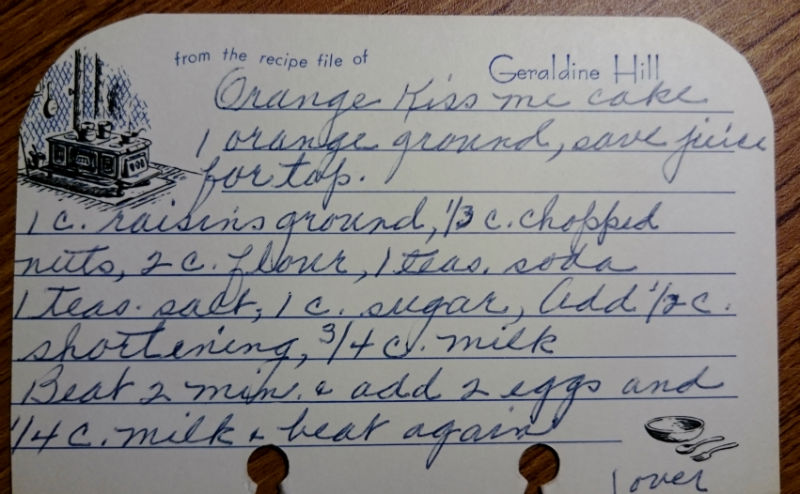 from the recipe file of Geraldine Hill
Orange Kiss me cake
1 orange ground, save juice
for top.
1 c. raisins ground, 1/3 c. chopped
nuts, 2 c. flour, 1 teas. soda
1 teas. salt, 1 c. sugar, Add 1/2 c.
shortening, 3/4 c. milk
Beat 2 min. & add 2 eggs and
1/4 c. milk & beat again
over